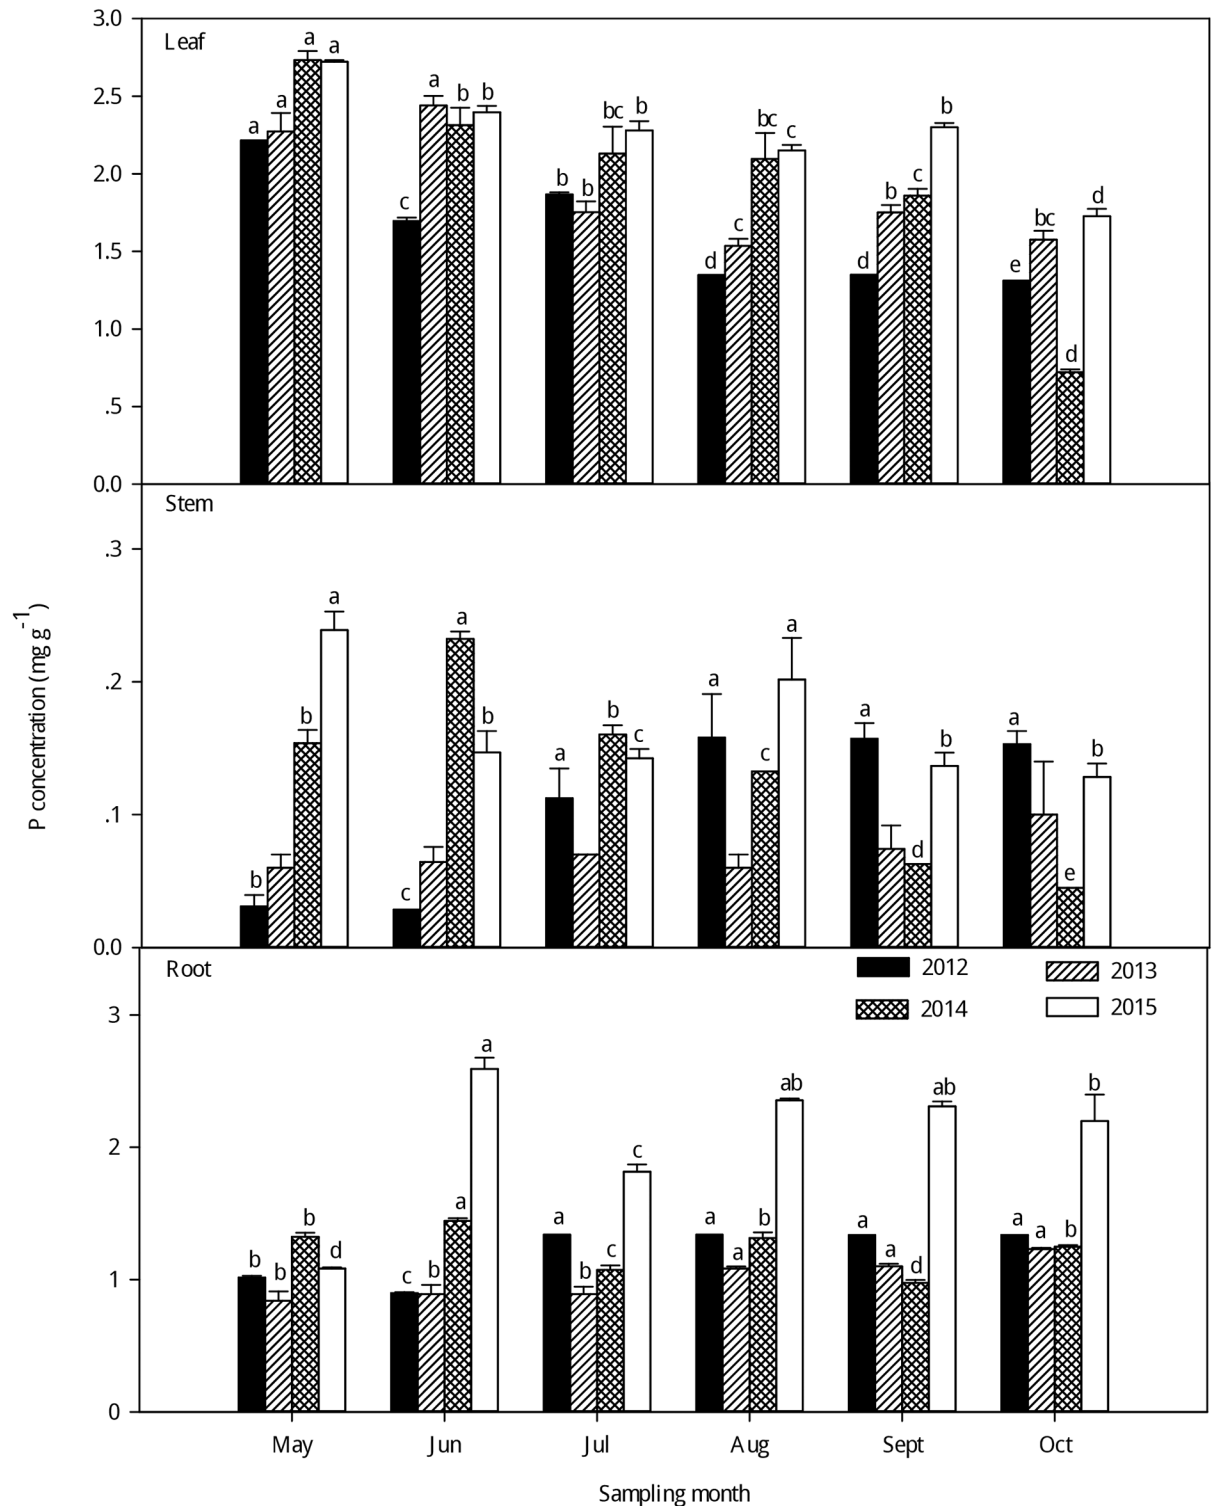 3.0
Leaf
a
a
2.5
a
b
b
a
a
bc
b
bc
c
b
2.0
c
b
b
c
b
c
bc
d
1.5
d
d
e
1.0
d
.5
0.0
Stem
.3
a
a
b
b
a
b
c
a
a
a
b
a
b
.2
c
.1
b
c
d
e
0.0
P concentration (mg g-1)
Root
2012
2013
2014
2015
3
a
ab
ab
b
2
c
b
a
a
a
b
a
a
b
b
b
d
c
b
b
c
a
a
d
a
1
0
May
Jun
Jul
Aug
Sept
Oct
Sampling month